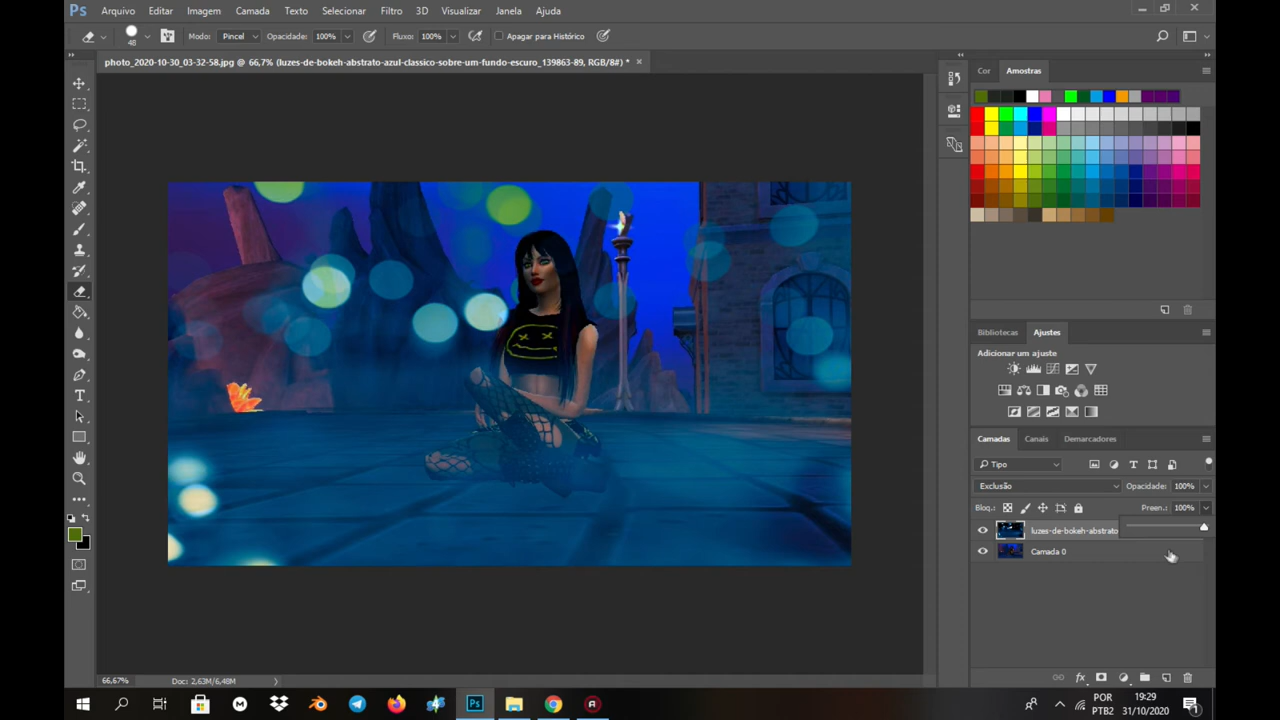 Ps Arquivo Editar Imagem Camada Texto Selecionar Filtro 3D Visualizar Janela Ajuda
48 Modo: Pincel Opacidade: 100% Fluxo: 100% Apagar para Histórico
photo_2020-10-30_03-32-58.jpg @ 66,7% (luzes-de-bokeh-abstrato-azul-classico-sobre-um-fundo-escuro_139863-89, RGB/8#) *
Cor Amostras
Bibliotecas Ajustes
Adicionar um ajuste
Camadas Canais Demarcadores
Tipo
Exclusão Opacidade: 100%
Bloq.: Preen.: 100%
luzes-de-bokeh-abstrato
Camada 0
66,67% Doc: 2,63M/6,48M
Ps
POR 19:29
PTB2 31/10/2020
1